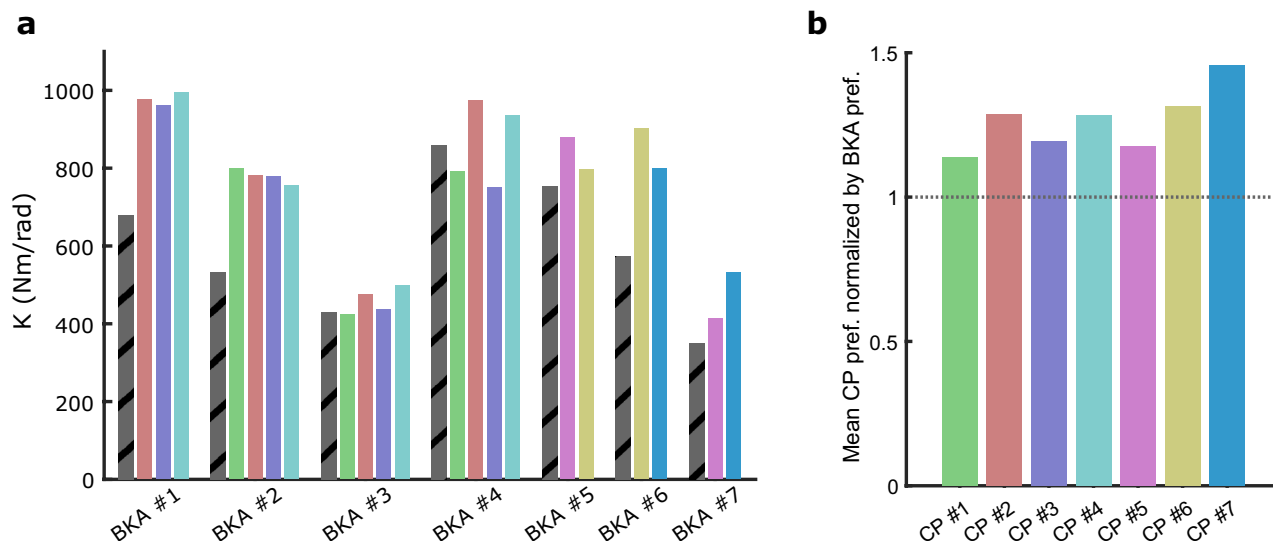 a
K (Nm/rad)
1000
800
600
400
200
0
BKA #1
BKA #2
BKA #3
BKA #4
BKA #5
BKA #6
BKA #7
b
Mean CP pref. normalized by BKA pref.
1.5
1
0.5
0
CP #1
CP #2
CP #3
CP #4
CP #5
CP #6
CP #7